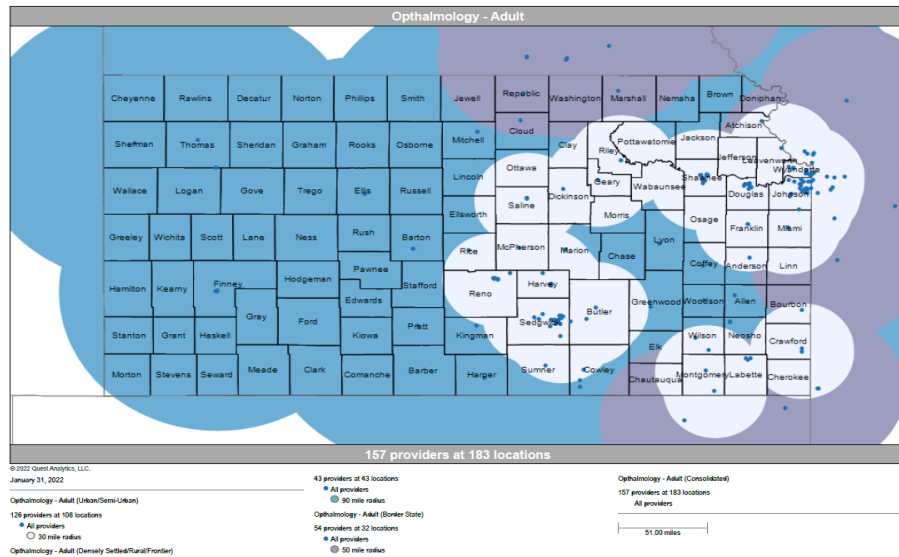 Opthalmology - Adult
Cheyenne Rawlins Decatur Norton Phillips Smith Jewell Republic Washington Marshall Nemaha Brown Doniphan
Atchison
Sherman Thomas Sheridan Graham Rooks Osborne Mitchell Cloud Clay Riley Pottawatomie Jackson Jefferson Leavenworth
Wallace Logan Gove Trego Ellis Russell Lincoln Ottawa Geary Wabaunsee Shawnee Douglas Johnson Wyandotte
Saline Dickinson Morris Osage
Ellsworth
Greeley Wichita Scott Lane Ness Rush Barton Rice McPherson Marion Chase Lyon Franklin Miami
Coffey Anderson Linn
Hamilton Kearny Finney Hodgeman Pawnee Stafford Reno Harvey
Edwards Butler Greenwood Woodson Allen Bourbon
Gray Ford Sedgwick
Stanton Grant Haskell Kiowa Pratt Kingman Elk Wilson Neosho Crawford
Morton Stevens Seward Meade Clark Comanche Barber Harper Sumner Cowley Chautauqua Montgomery Labette Cherokee
157 providers at 183 locations
© 2022 Quest Analytics, LLC.
January 31, 2022
Opthalmology - Adult (Urban/Semi-Urban)
126 providers at 108 locations
All providers
30 mile radius
Opthalmology - Adult (Densely Settled/Rural/Frontier)
43 providers at 43 locations
All providers
90 mile radius
Opthalmology - Adult (Border State)
54 providers at 32 locations
All providers
50 mile radius
Opthalmology - Adult (Consolidated)
157 providers at 183 locations
All providers
51.00 miles